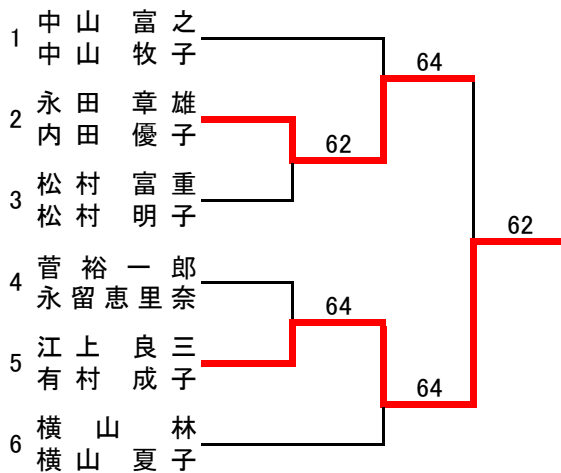 1 中山 富之
中山 牧子
64
2 永田 章雄
内田 優子
62
3 松村 富重
松村 明子
62
4 菅裕一郎
永留恵里奈
64
5 江上 良三
有村 成子
64
6 横山 林
横山 夏子